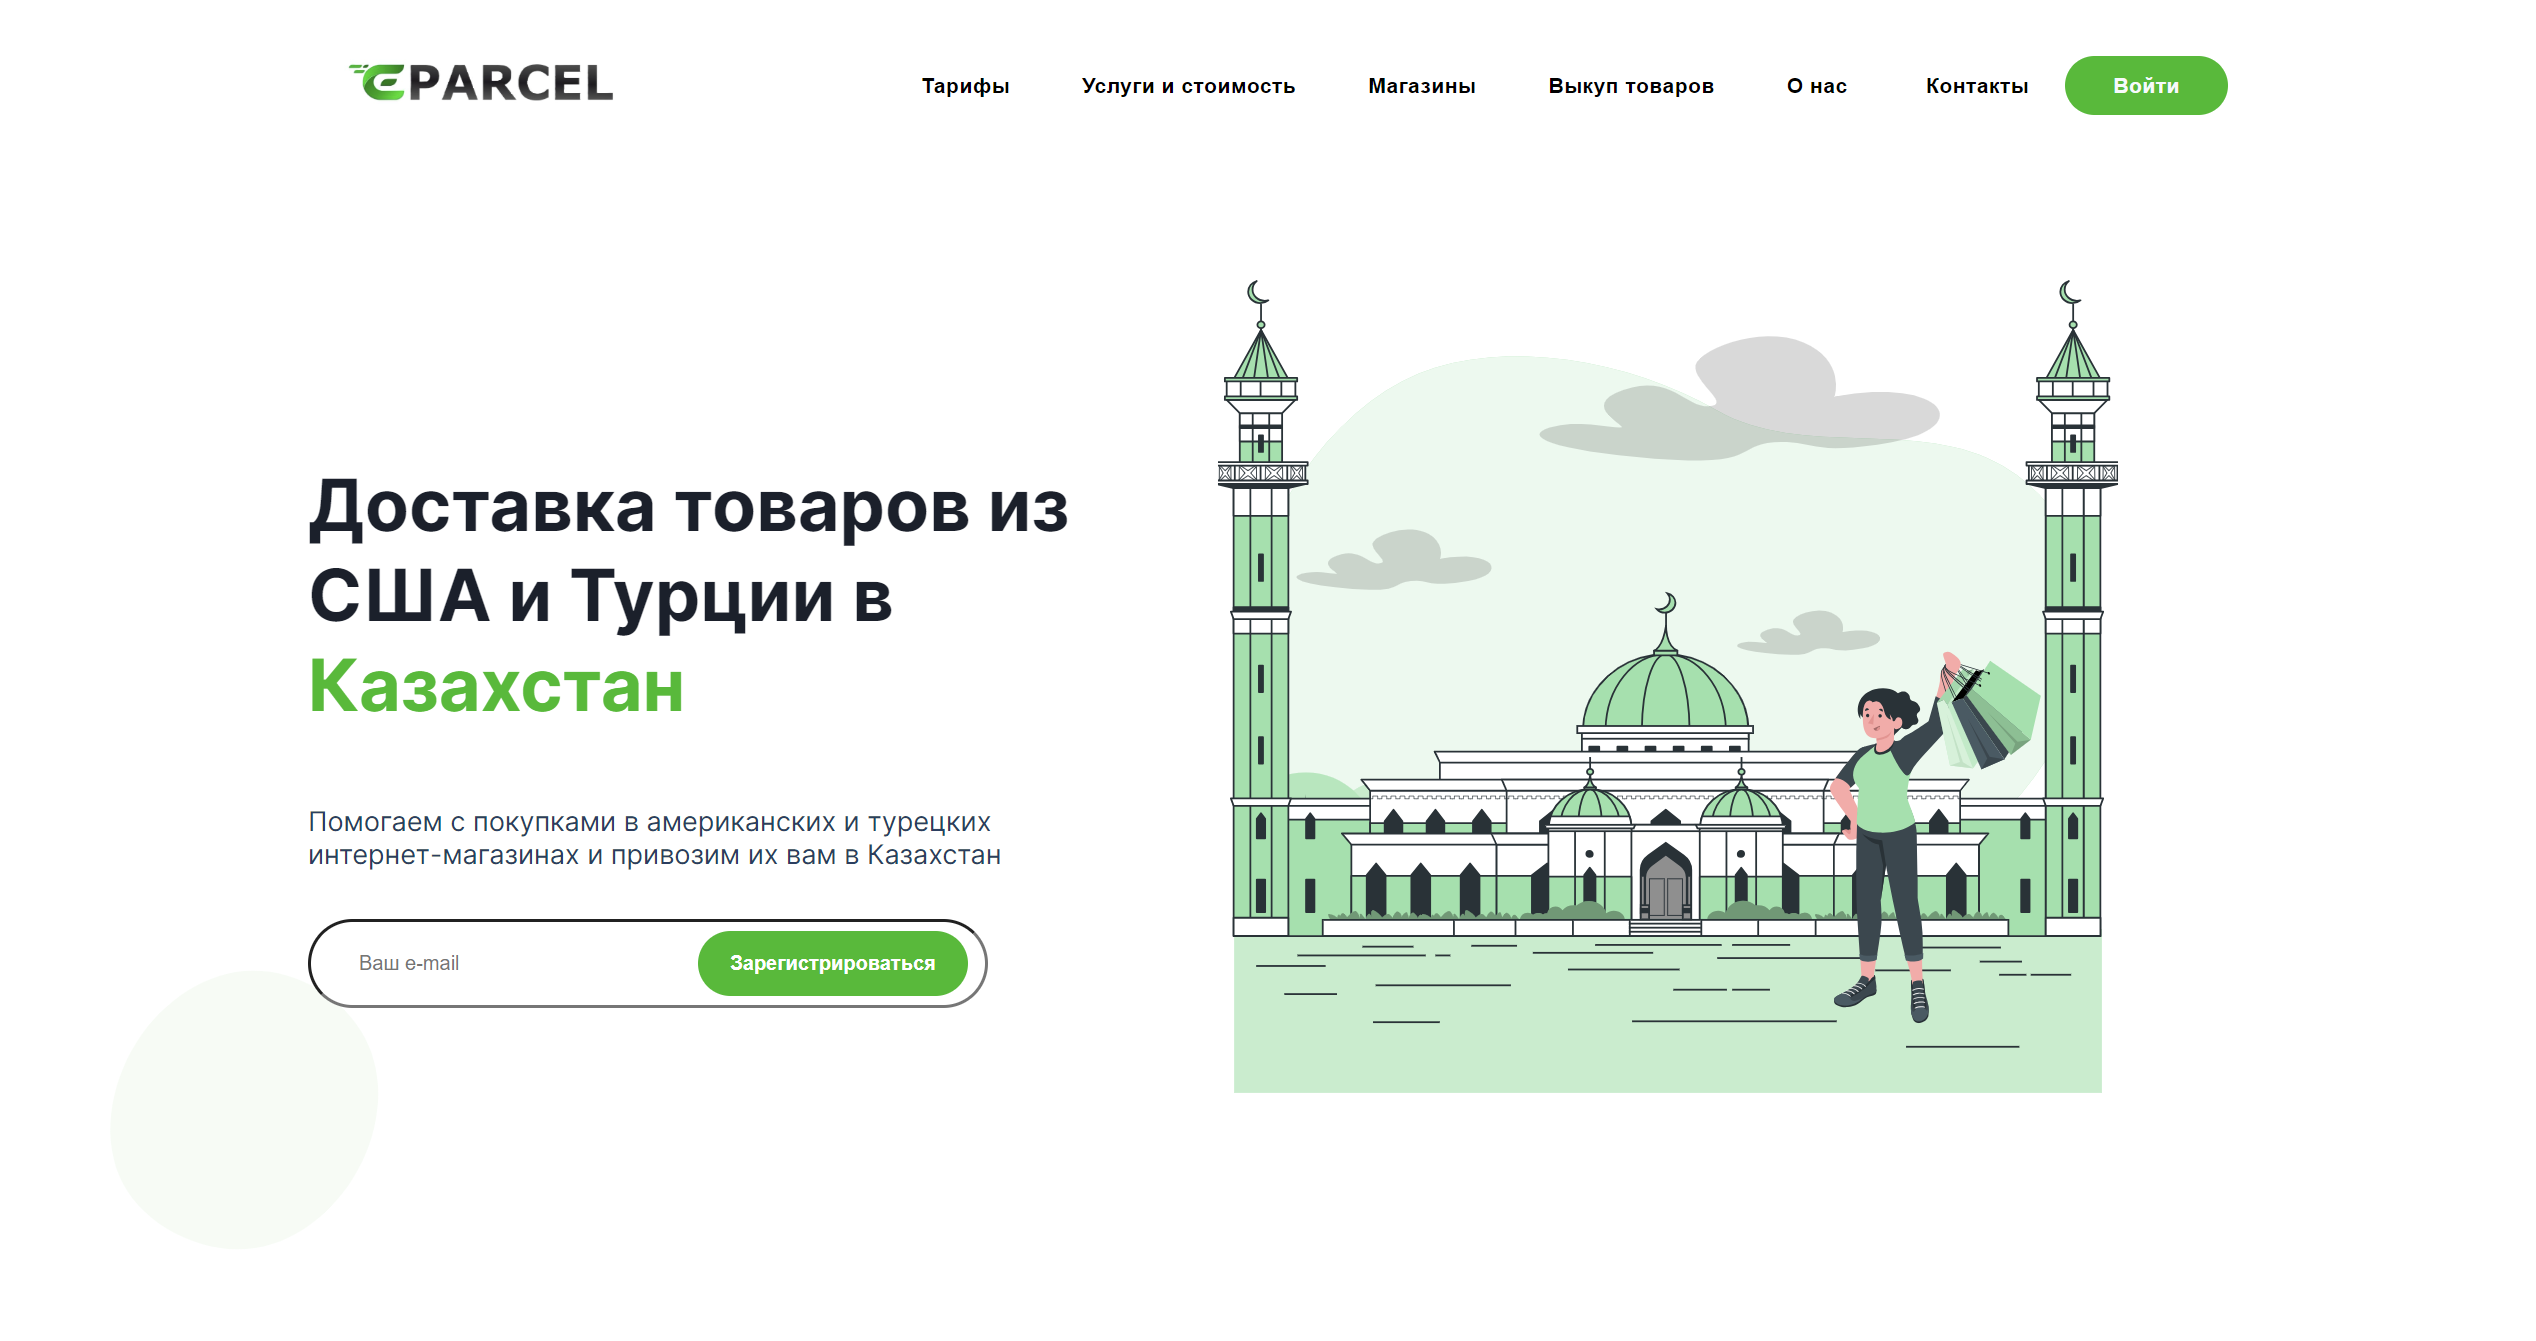 ePARCEL
Тарифы
Услуги и стоимость
Магазины
Выкуп товаров
О нас
Контакты
Войти
Доставка товаров из
США и Турции в
Казахстан
Помогаем с покупками в американских и турецких
интернет-магазинах и привозим их вам в Казахстан
Ваш e-mail
Зарегистрироваться